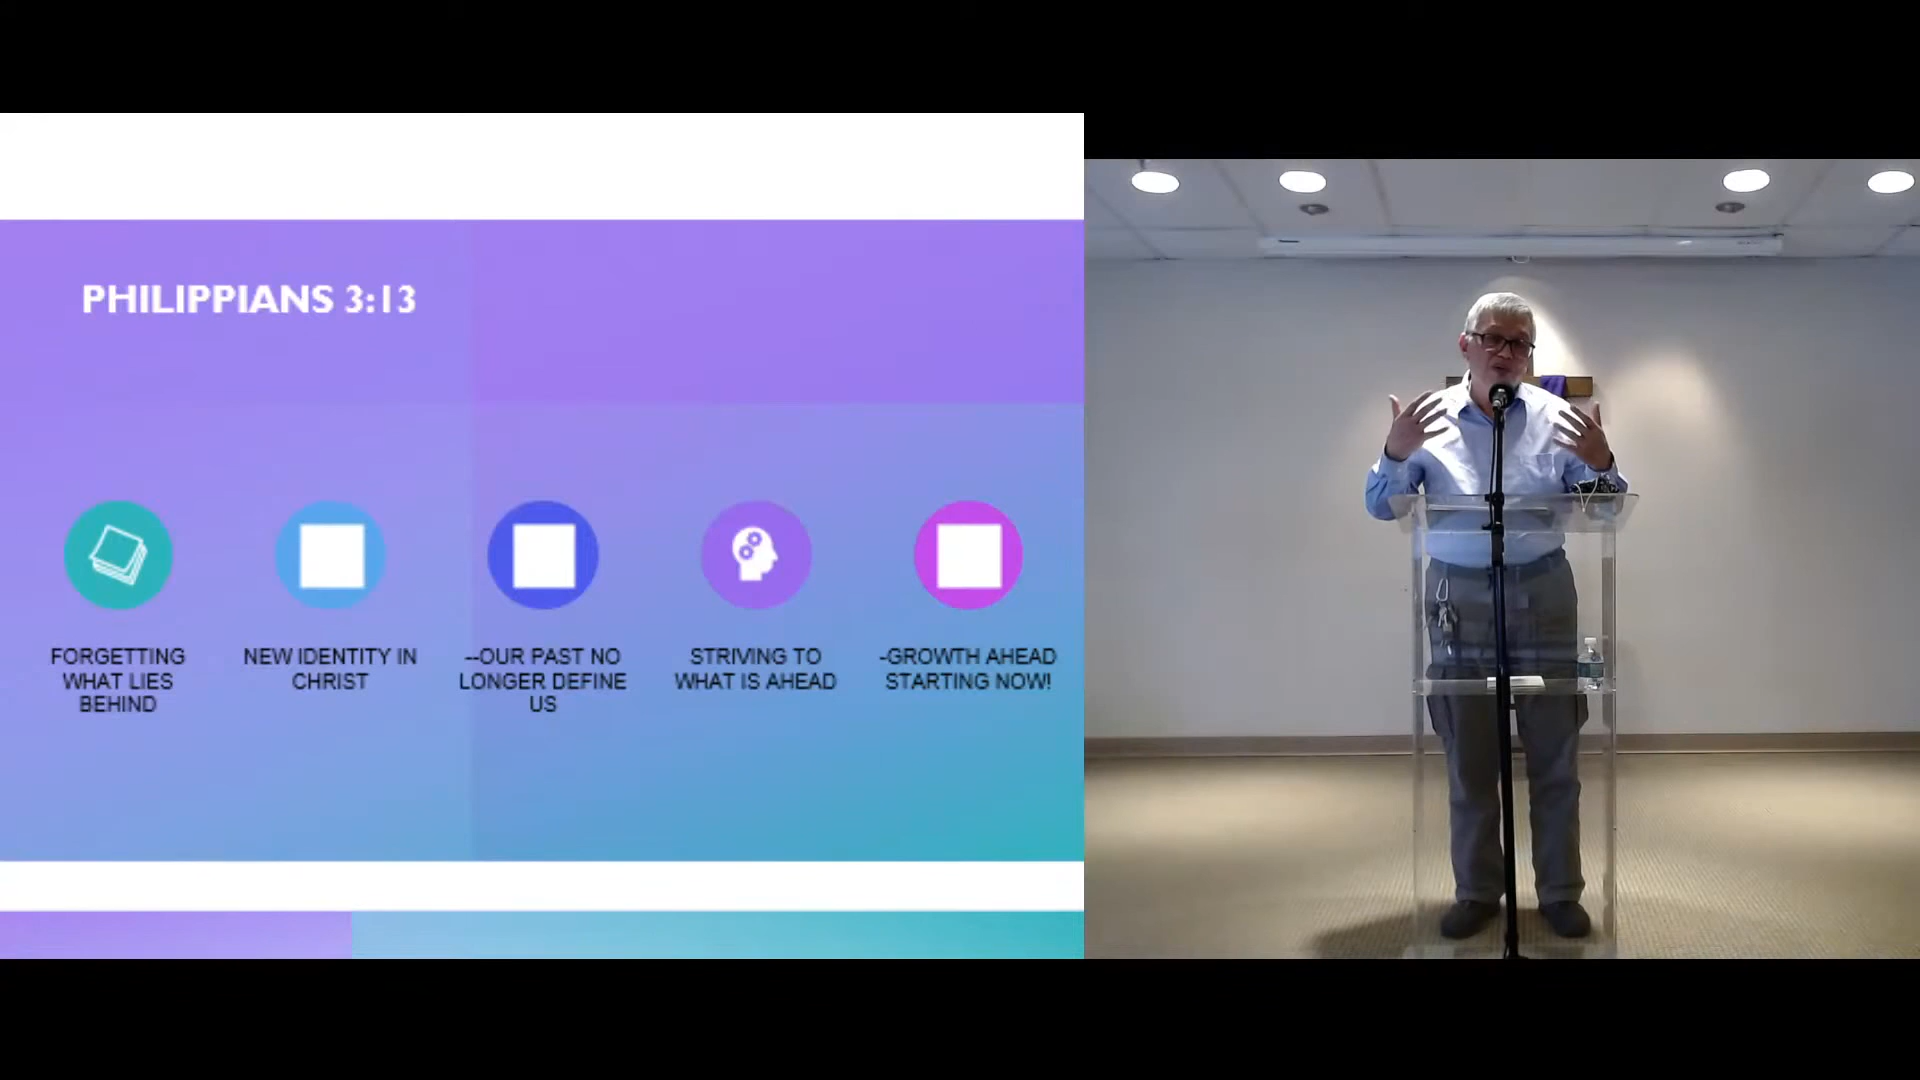 PHILIPPIANS 3:13
FORGETTING
WHAT LIES
BEHIND
NEW IDENTITY IN
CHRIST
--OUR PAST NO
LONGER DEFINE
US
STRIVING TO
WHAT IS AHEAD
-GROWTH AHEAD
STARTING NOW!